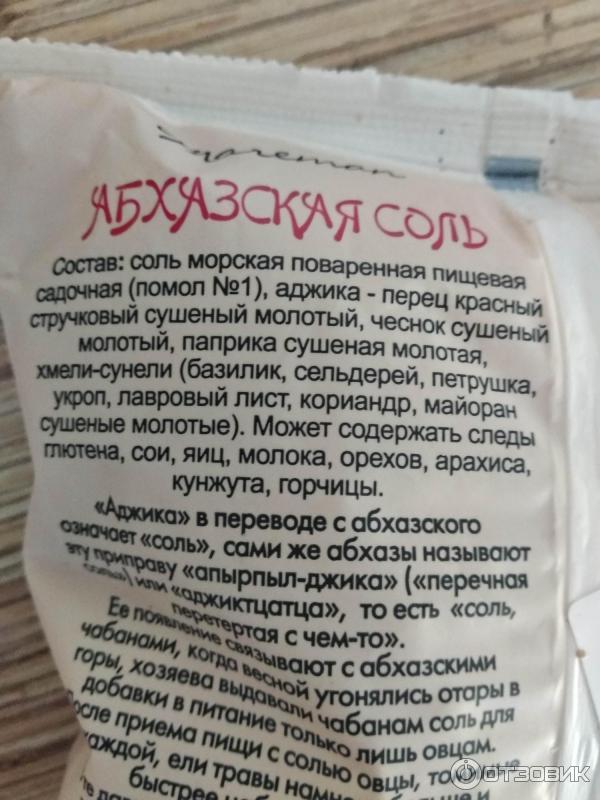 Supreman
АБХАЗСКАЯ СОЛЬ
Состав: соль морская поваренная пищевая
садочная (помол №1), аджика - перец красный
стручковый сушеный молотый, чеснок сушеный
молотый, паприка сушеная молотая,
хмели-сунели (базилик, сельдерей, петрушка,
укроп, лавровый лист, кориандр, майоран
сушеные молотые). Может содержать следы
глютена, сои, яиц, молока, орехов, арахиса,
кунжута, горчицы.
«Аджика» в переводе с абхазского
означает «соль», сами же абхазы называют
эту приправу «апырпыл-джика» («перечная
соль») или «аджиктцатца», то есть «соль,
перетертая с чем-то».
Ее появление связывают с абхазскими
чабанами, когда весной угонялись отары в
горы, хозяева выдавали чабанам соль для
добавки в питание только лишь овцам.
После приема пищи с солью овцы,
жаждой, ели травы
быстрее
ОТЗОВИК